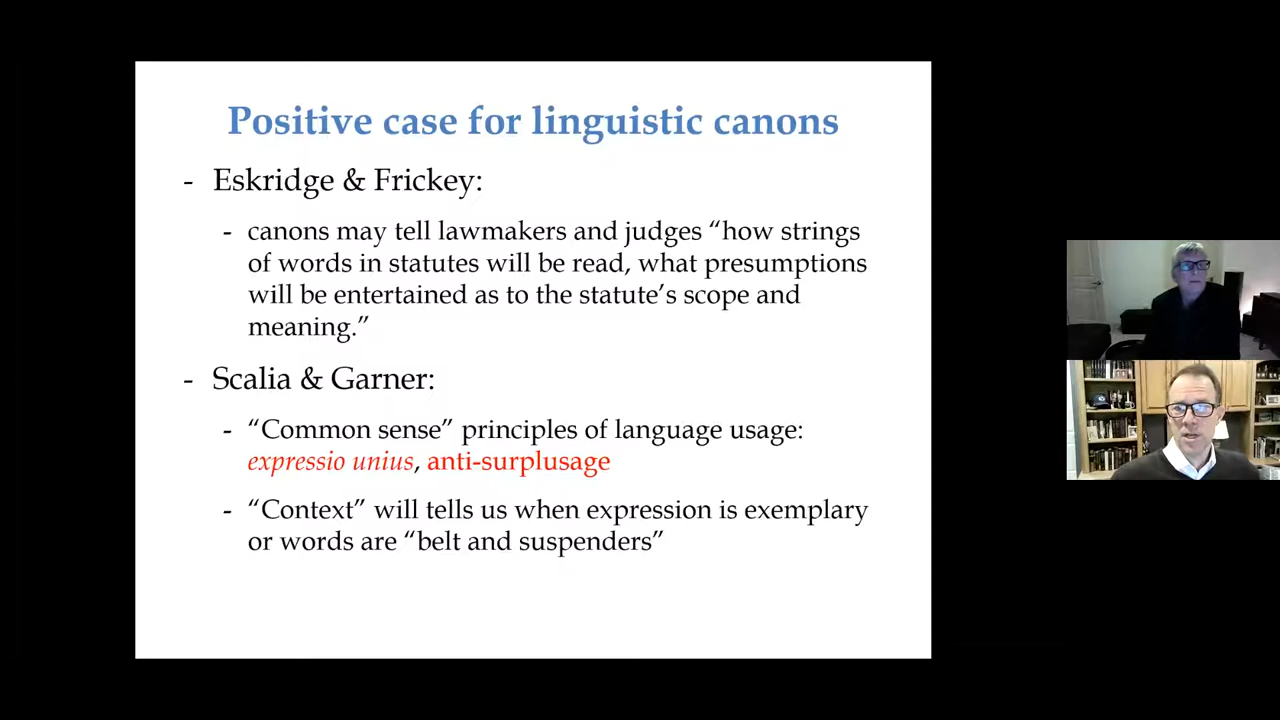 Positive case for linguistic canons
- Eskridge & Frickey:
- canons may tell lawmakers and judges “how strings
of words in statutes will be read, what presumptions
will be entertained as to the statute’s scope and
meaning.”
- Scalia & Garner:
- “Common sense” principles of language usage:
expressio unius, anti-surplusage
- “Context” will tells us when expression is exemplary
or words are “belt and suspenders”